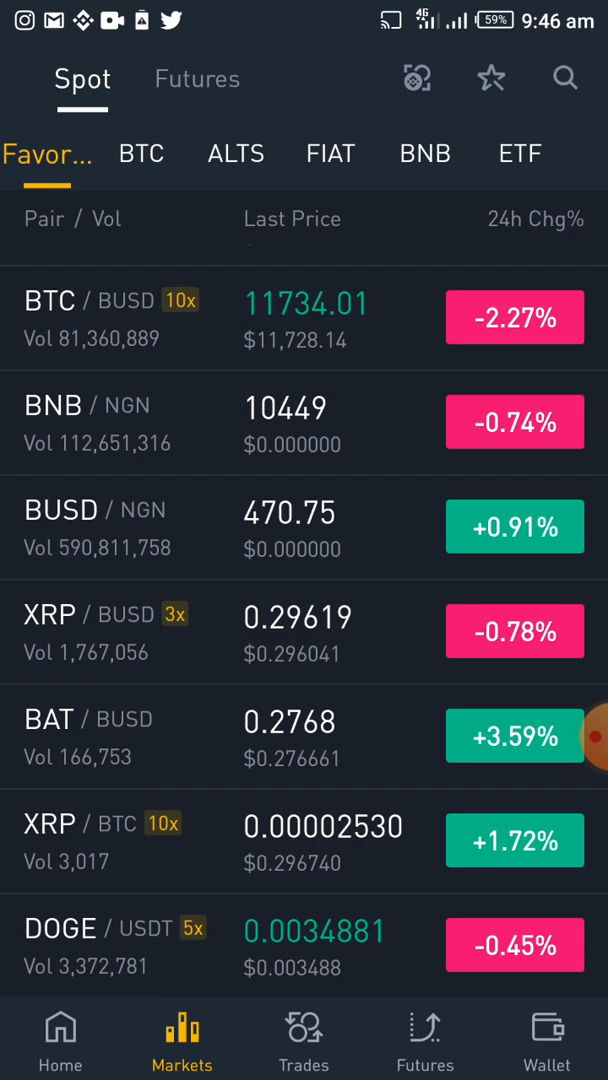 4G 59% 9:46 am
Spot Futures
Favor... BTC ALTS FIAT BNB ETF
Pair / Vol Last Price 24h Chg%
BTC / BUSD 10x 11734.01 -2.27%
Vol 81,360,889 $11,728.14
BNB / NGN 10449 -0.74%
Vol 112,651,316 $0.000000
BUSD / NGN 470.75 +0.91%
Vol 590,811,758 $0.000000
XRP / BUSD 3x 0.29619 -0.78%
Vol 1,767,056 $0.296041
BAT / BUSD 0.2768 +3.59%
Vol 166,753 $0.276661
XRP / BTC 10x 0.00002530 +1.72%
Vol 3,017 $0.296740
DOGE / USDT 5x 0.0034881 -0.45%
Vol 3,372,781 $0.003488
Home Markets Trades Futures Wallet